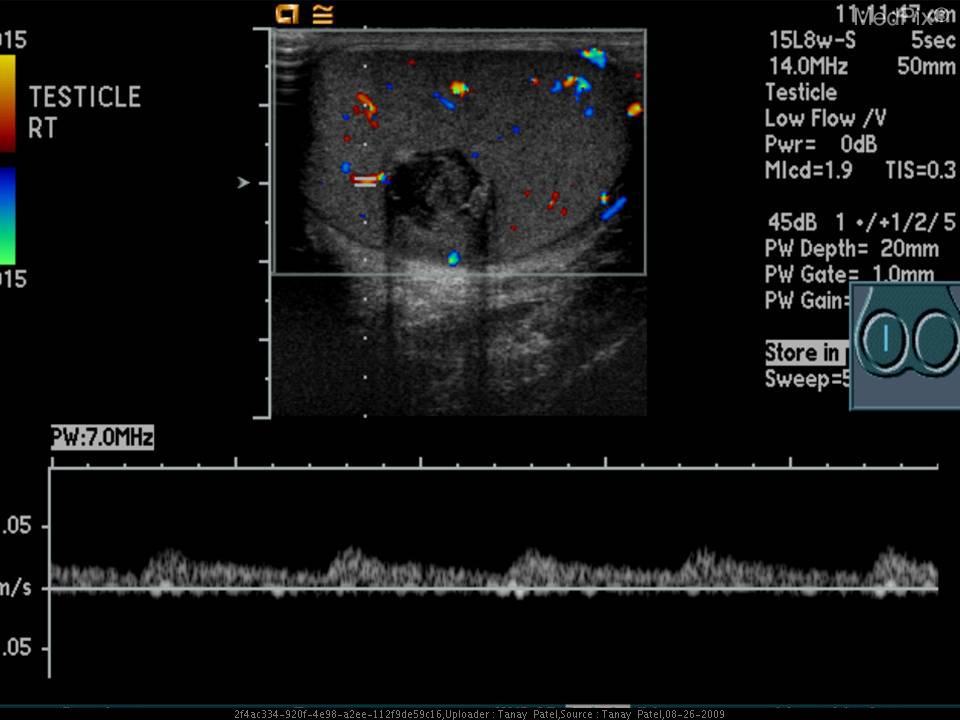 11:11:47 am
MedPix®
015
15L8w-S 5sec
14.0MHz 50mm
TESTICLE
RT
Testicle
Low Flow /V
Pwr= 0dB
MIcd=1.9 TIS=0.3
45dB 1 •/+1/2/5
PW Depth= 20mm
015
PW Gate= 1.0mm
PW Gain=
Store in
Sweep=5
PW:7.0MHz
.05
m/s
.05
2f4ac334-920f-4e98-a2ee-112f9de59c16,Uploader : Tanay Patel,Source : Tanay Patel,08-26-2009